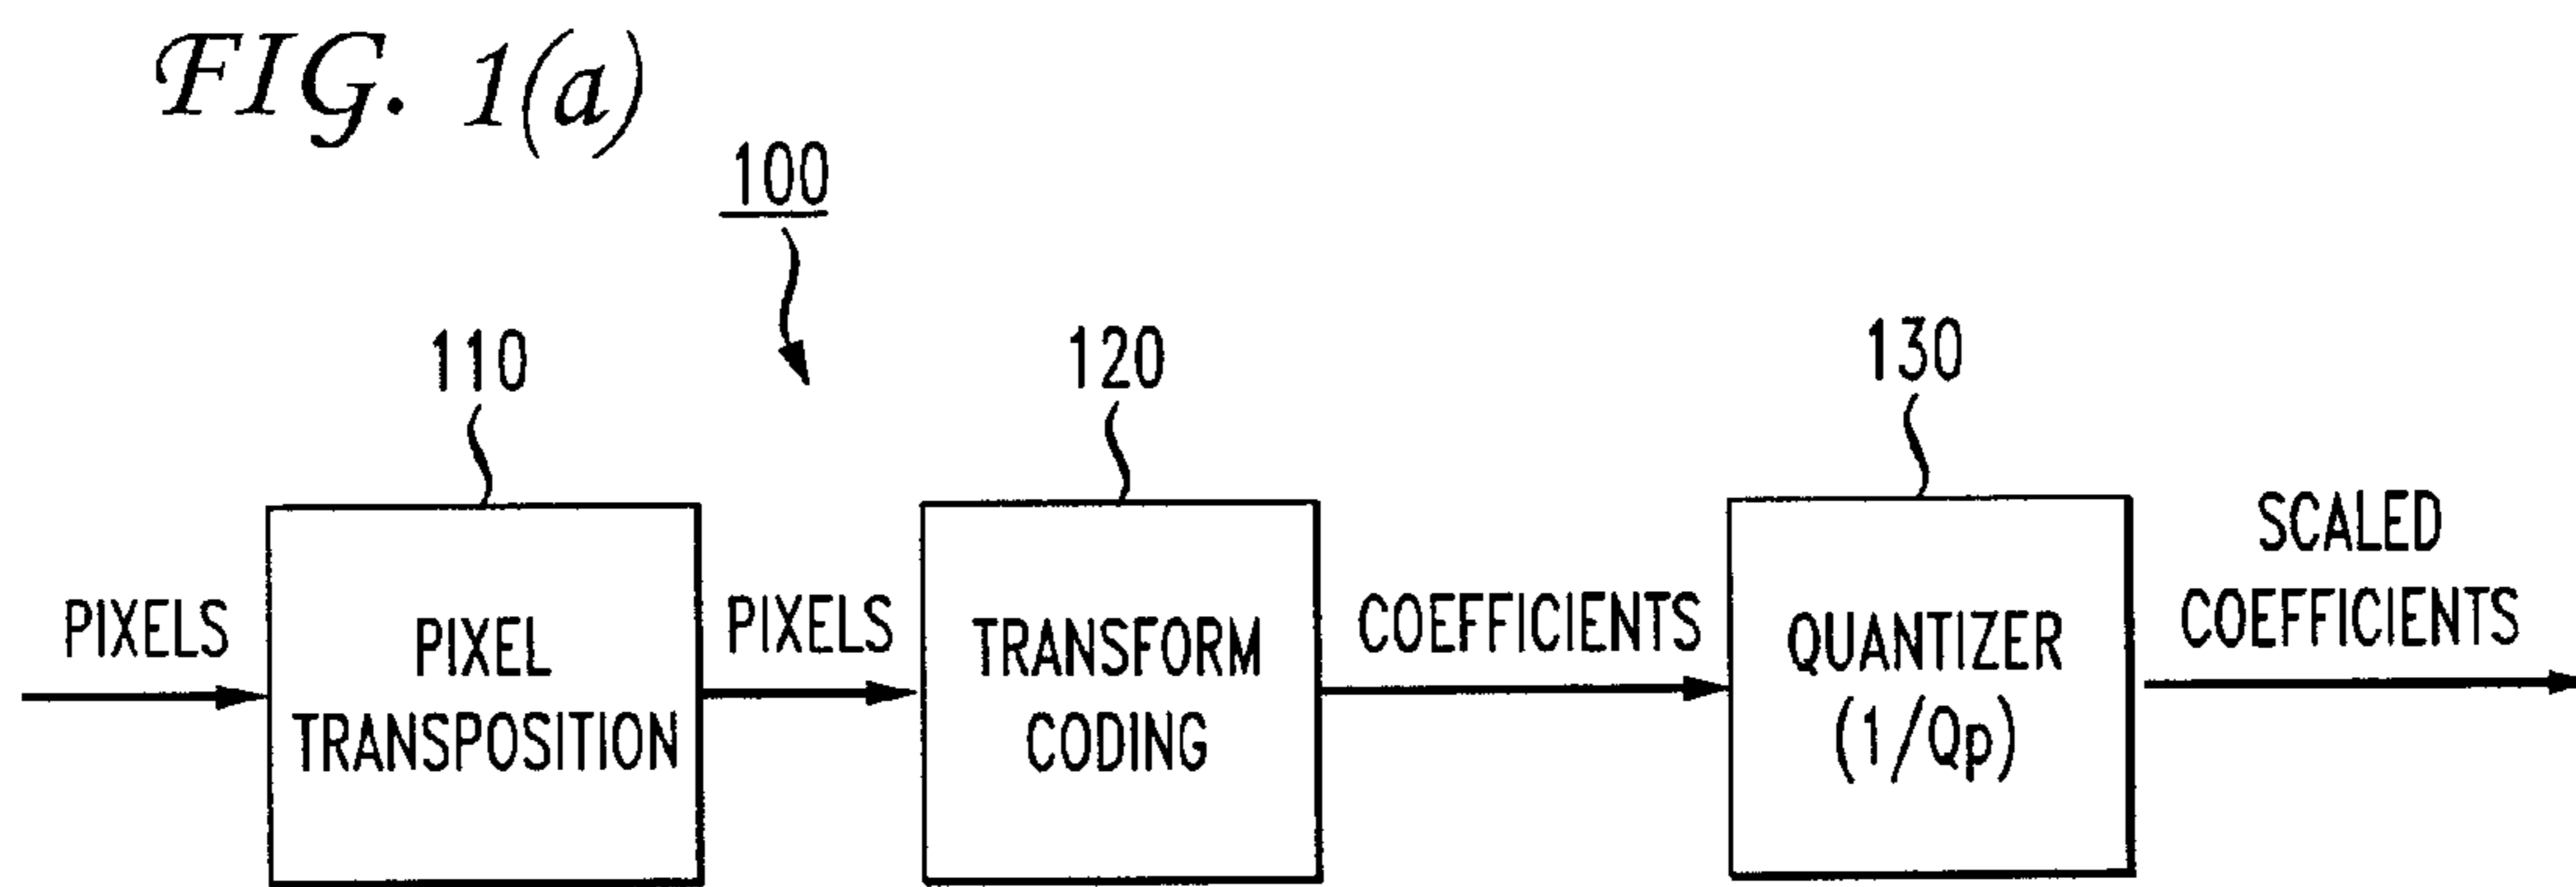 FIG. 1(a)
100
110
120
130
PIXELS
PIXEL
TRANSPOSITION
PIXELS
TRANSFORM
CODING
COEFFICIENTS
QUANTIZER
(1/Qp)
SCALED
COEFFICIENTS